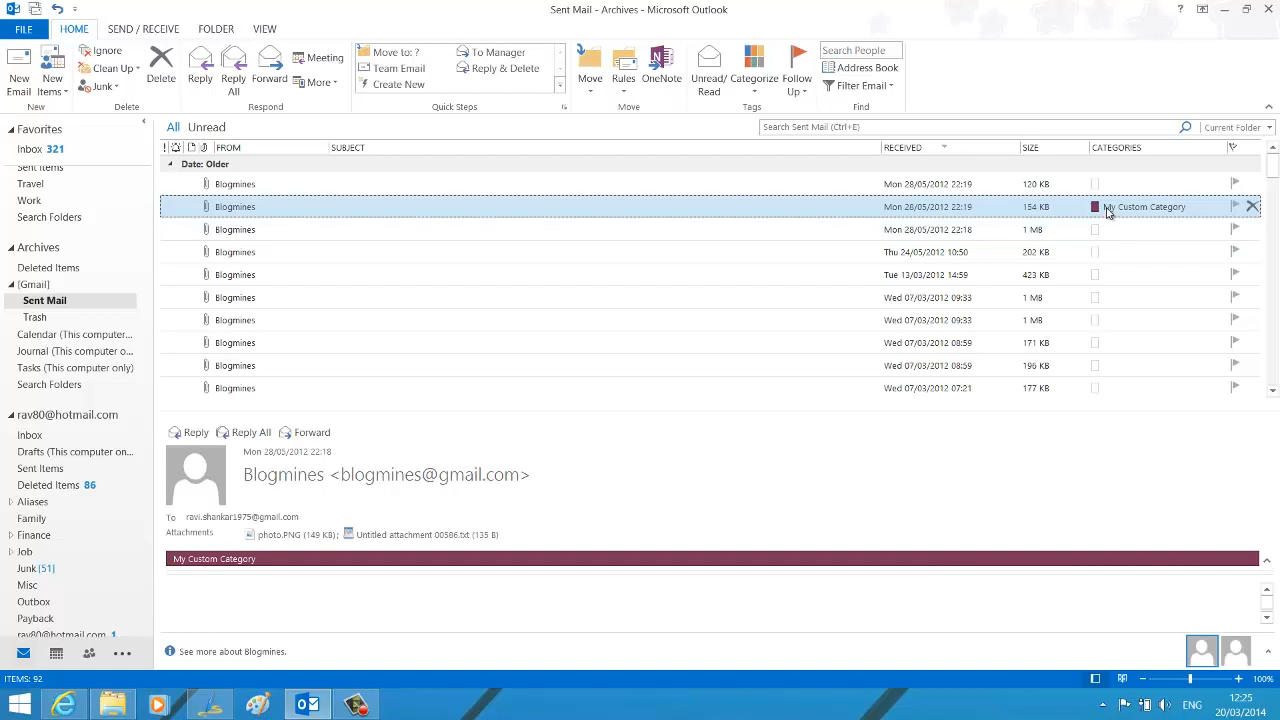 Sent Mail - Archives - Microsoft Outlook
FILE HOME SEND / RECEIVE FOLDER VIEW
New Email
New Items
Ignore
Clean Up
Junk
Delete
Reply
Reply All
Forward
Meeting
More
Move to: ?
Team Email
Create New
To Manager
Reply & Delete
Move
Rules
OneNote
Unread/ Read
Categorize
Follow Up
Search People
Address Book
Filter Email
New Delete Respond Quick Steps Move Tags Find
Favorites
Inbox 321
Sent Items
Travel
Work
Search Folders
Archives
Deleted Items
[Gmail]
Sent Mail
Trash
Calendar (This computer...
Journal (This computer o...
Tasks (This computer only)
Search Folders
rav80@hotmail.com
Inbox
Drafts (This computer on...
Sent Items
Deleted Items 86
Aliases
Family
Finance
Job
Junk [51]
Misc
Outbox
Payback
rav80@hotmail.com 1
All Unread
Search Sent Mail (Ctrl+E) Current Folder
! FROM SUBJECT RECEIVED SIZE CATEGORIES
Date: Older
Blogmines Mon 28/05/2012 22:19 120 KB
Blogmines Mon 28/05/2012 22:19 154 KB My Custom Category
Blogmines Mon 28/05/2012 22:18 1 MB
Blogmines Thu 24/05/2012 10:50 202 KB
Blogmines Tue 13/03/2012 14:59 423 KB
Blogmines Wed 07/03/2012 09:33 1 MB
Blogmines Wed 07/03/2012 09:33 1 MB
Blogmines Wed 07/03/2012 08:59 171 KB
Blogmines Wed 07/03/2012 08:59 196 KB
Blogmines Wed 07/03/2012 07:21 177 KB
Reply Reply All Forward
Mon 28/05/2012 22:18
Blogmines <blogmines@gmail.com>
To ravi.shankar1975@gmail.com
Attachments photo.PNG (149 KB); Untitled attachment 00586.txt (135 B)
My Custom Category
See more about Blogmines.
ITEMS: 92 100%
ENG
12:25
20/03/2014